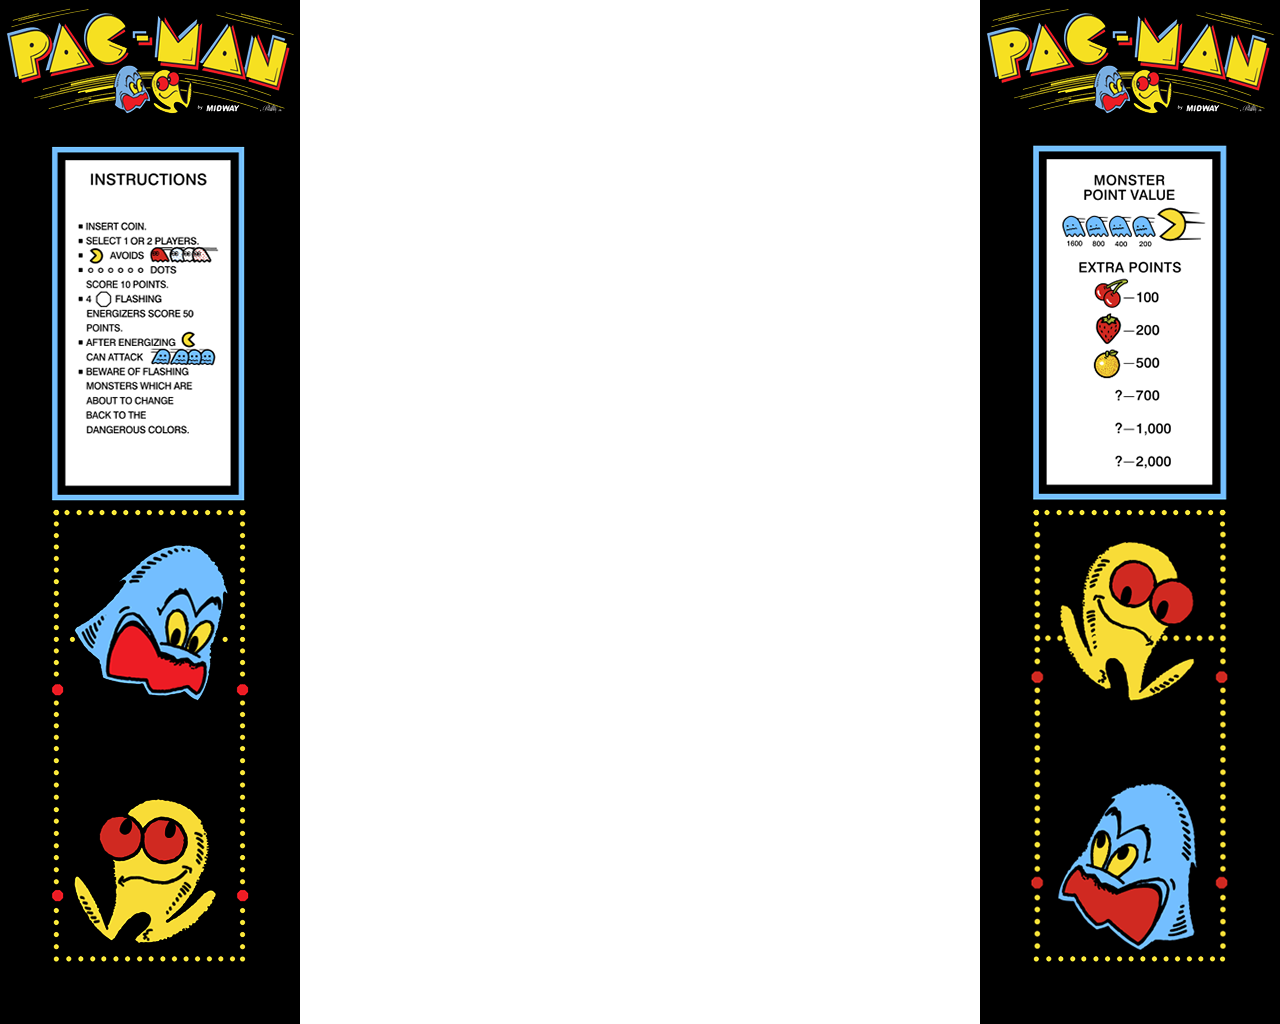 PAC-MAN
by MIDWAY
INSTRUCTIONS
INSERT COIN.
SELECT 1 OR 2 PLAYERS.
AVOIDS
DOTS
SCORE 10 POINTS.
4 FLASHING
ENERGIZERS SCORE 50
POINTS.
AFTER ENERGIZING
CAN ATTACK
BEWARE OF FLASHING
MONSTERS WHICH ARE
ABOUT TO CHANGE
BACK TO THE
DANGEROUS COLORS.
PAC-MAN
by MIDWAY
MONSTER
POINT VALUE
1600 800 400 200
EXTRA POINTS
—100
—200
—500
?—700
?—1,000
?—2,000